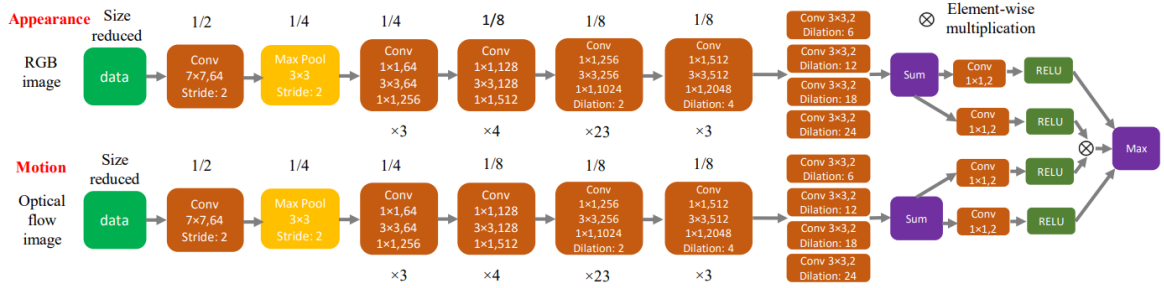 Appearance
Size
reduced
1/2
1/4
1/4
1/8
1/8
1/8
RGB
image
data
Conv
7×7,64
Stride: 2
Max Pool
3×3
Stride: 2
Conv
1×1,64
3×3,64
1×1,256
×3
Conv
1×1,128
3×3,128
1×1,512
×4
Conv
1×1,256
3×3,256
1×1,1024
Dilation: 2
×23
Conv
1×1,512
3×3,512
1×1,2048
Dilation: 4
×3
Conv 3×3,2
Dilation: 6
Conv 3×3,2
Dilation: 12
Conv 3×3,2
Dilation: 18
Conv 3×3,2
Dilation: 24
Sum
Conv
1×1,2
RELU
Conv
1×1,2
RELU
Element-wise
multiplication
Max
Motion
Size
reduced
1/2
1/4
1/4
1/8
1/8
1/8
Optical
flow
image
data
Conv
7×7,64
Stride: 2
Max Pool
3×3
Stride: 2
Conv
1×1,64
3×3,64
1×1,256
×3
Conv
1×1,128
3×3,128
1×1,512
×4
Conv
1×1,256
3×3,256
1×1,1024
Dilation: 2
×23
Conv
1×1,512
3×3,512
1×1,2048
Dilation: 4
×3
Conv 3×3,2
Dilation: 6
Conv 3×3,2
Dilation: 12
Conv 3×3,2
Dilation: 18
Conv 3×3,2
Dilation: 24
Sum
Conv
1×1,2
RELU
Conv
1×1,2
RELU